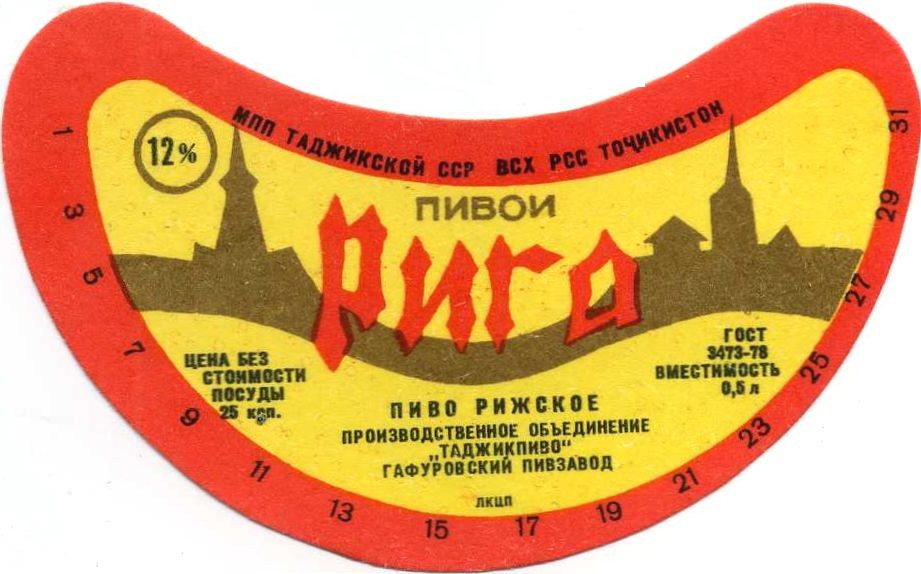 МПП ТАДЖИКСКОЙ ССР ВСХ РСС ТОҶИКИСТОН
12%
ПИВОИ
Рига
ЦЕНА БЕЗ
СТОИМОСТИ
ПОСУДЫ
25 коп.
ГОСТ
3473-78
ВМЕСТИМОСТЬ
0,5 л
ПИВО РИЖСКОЕ
ПРОИЗВОДСТВЕННОЕ ОБЪЕДИНЕНИЕ
„ТАДЖИКПИВО“
ГАФУРОВСКИЙ ПИВЗАВОД
ЛКЦП
1 3 5 7 9 11 13 15 17 19 21 23 25 27 29 31